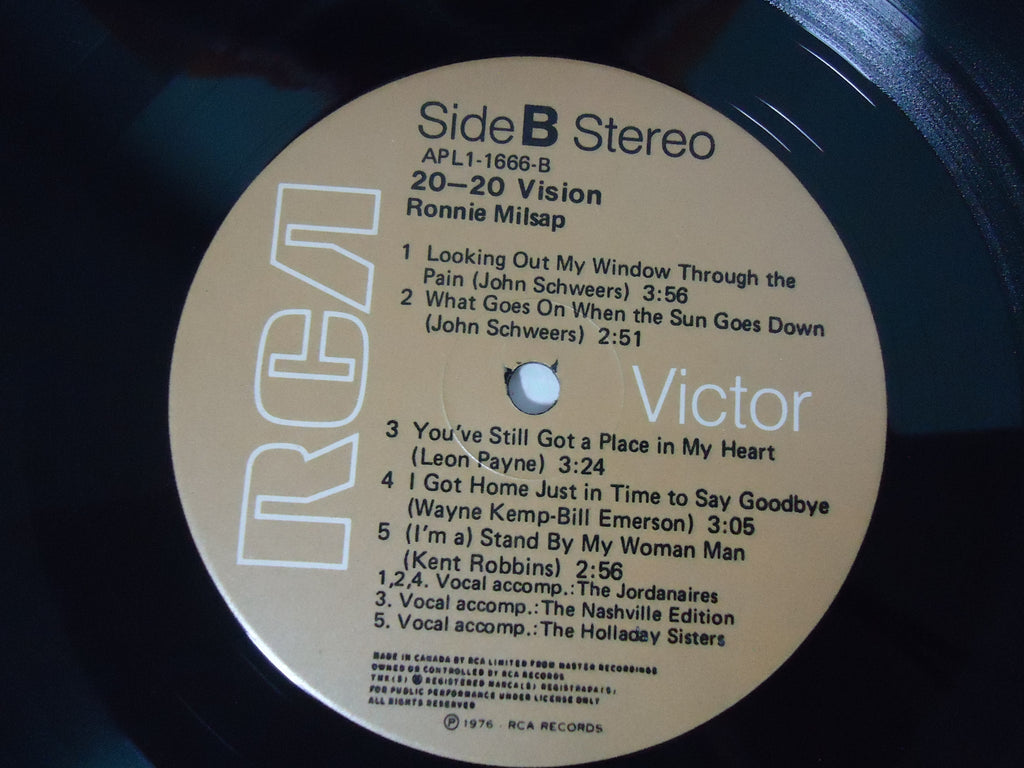 Side B Stereo
APL1-1666-B
20—20 Vision
Ronnie Milsap
1 Looking Out My Window Through the
Pain (John Schweers) 3:56
2 What Goes On When the Sun Goes Down
(John Schweers) 2:51
RCA
Victor
3 You've Still Got a Place in My Heart
(Leon Payne) 3:24
4 I Got Home Just in Time to Say Goodbye
(Wayne Kemp-Bill Emerson) 3:05
5 (I'm a) Stand By My Woman Man
(Kent Robbins) 2:56
1,2,4. Vocal accomp.: The Jordanaires
3. Vocal accomp.: The Nashville Edition
5. Vocal accomp.: The Holladay Sisters
MADE IN CANADA BY RCA LIMITED FROM MASTER RECORDINGS
OWNED OR CONTROLLED BY RCA RECORDS
TMK(S) ® REGISTERED MARCA(S) REGISTRADA(S)
FOR PUBLIC PERFORMANCE UNDER LICENSE ONLY
ALL RIGHTS RESERVED
℗ 1976 · RCA RECORDS